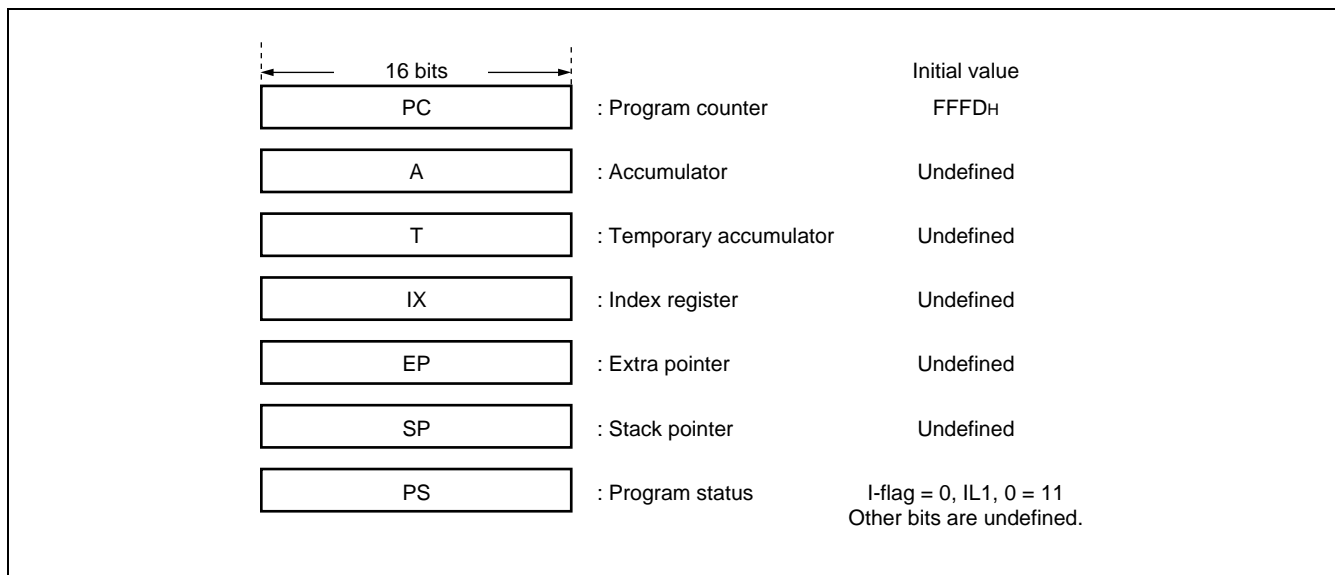 16 bits Initial value
PC : Program counter FFFDH
A : Accumulator Undefined
T : Temporary accumulator Undefined
IX : Index register Undefined
EP : Extra pointer Undefined
SP : Stack pointer Undefined
PS : Program status I-flag = 0, IL1, 0 = 11
Other bits are undefined.